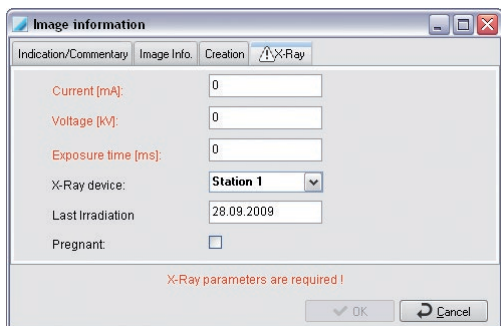 Image information
Indication/Commentary Image Info. Creation X-Ray
Current [mA]: 0
Voltage [kV]: 0
Exposure time [ms]: 0
X-Ray device: Station 1
Last Irradiation 28.09.2009
Pregnant:
X-Ray parameters are required !
OK Cancel